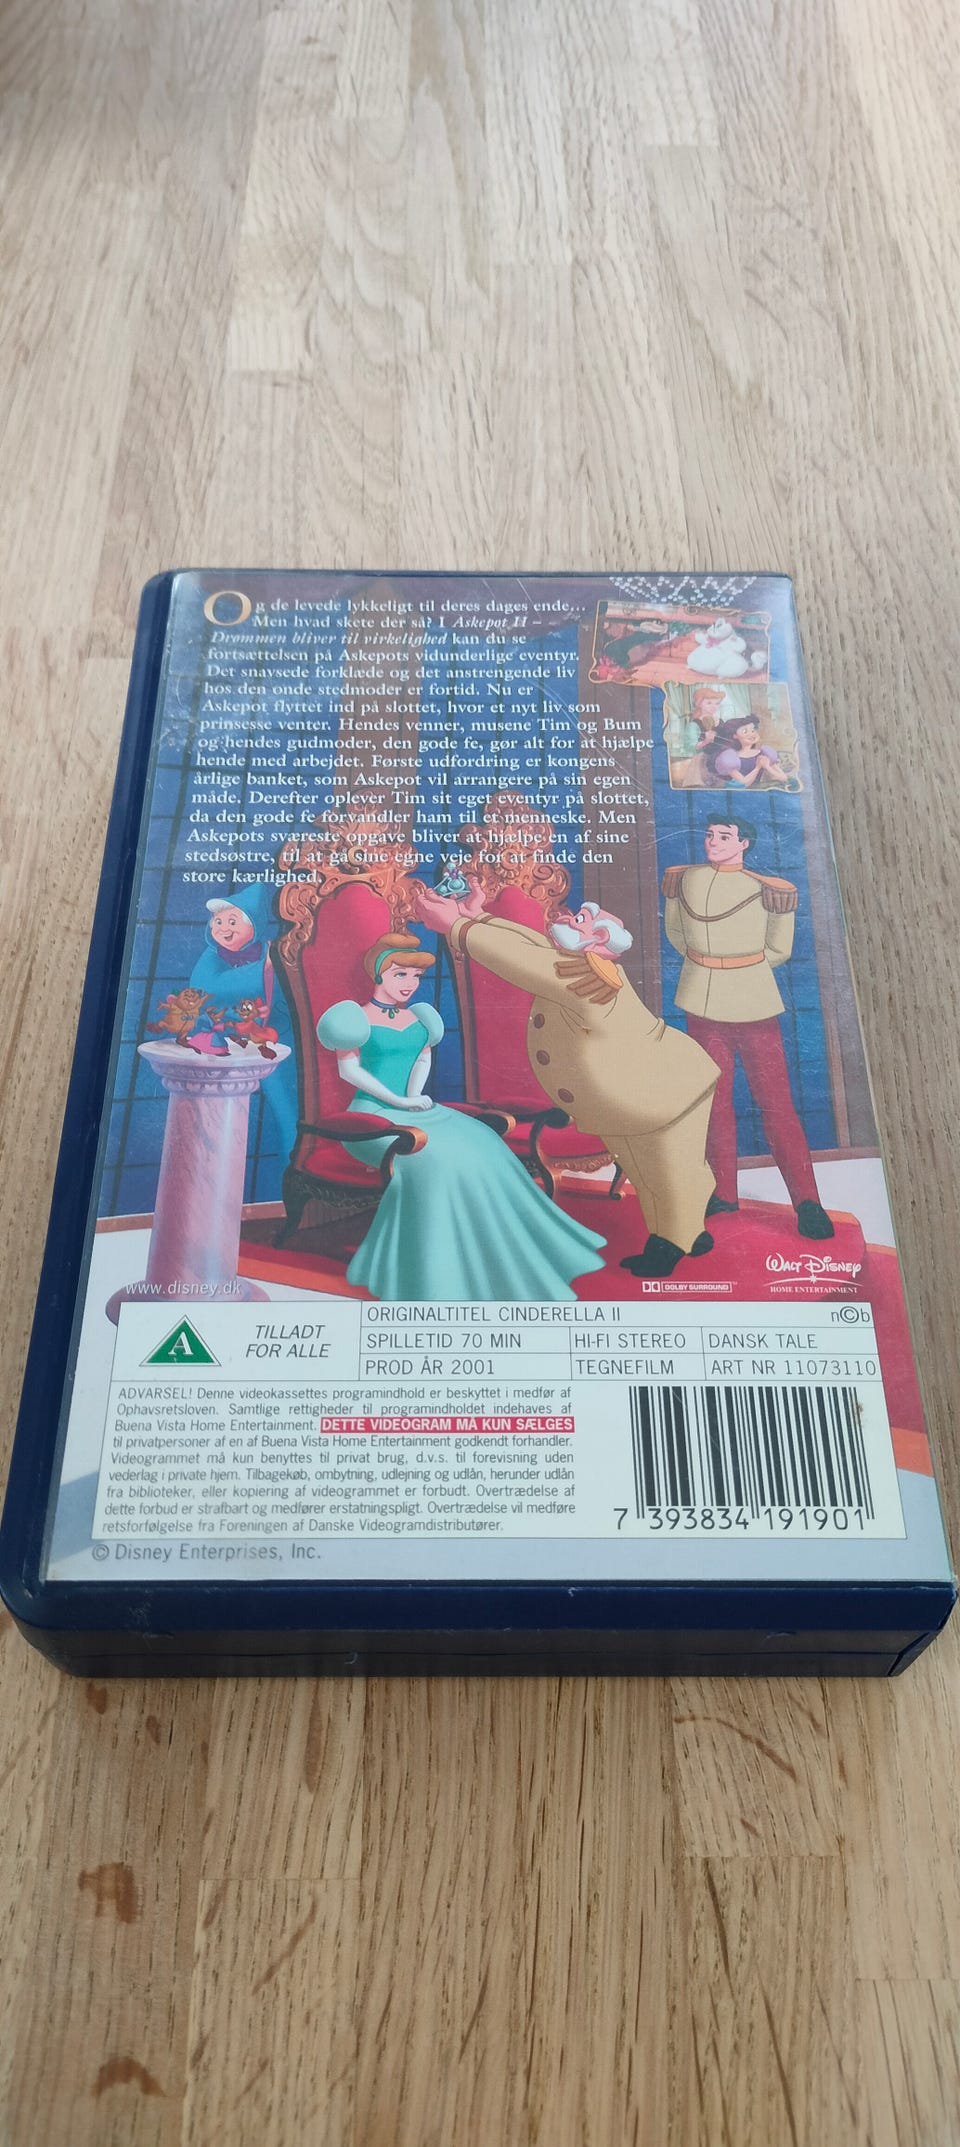 Og de levede lykkeligt til deres dages ende...
Men hvad skete der så? I Askepot II –
Drømmen bliver til virkelighed kan du se
fortsættelsen på Askepots vidunderlige eventyr.
Det snavsede forklæde og det anstrengende liv
hos den onde stedmoder er fortid. Nu er
Askepot flyttet ind på slottet, hvor et nyt liv som
prinsesse venter. Hendes venner, musene Tim og Bum
og hendes gudmoder, den gode fe, gør alt for at hjælpe
hende med arbejdet. Første udfordring er kongens
årlige banket, som Askepot vil arrangere på sin egen
måde. Derefter oplever Tim sit eget eventyr på slottet,
da den gode fe forvandler ham til et menneske. Men
Askepots sværeste opgave bliver at hjælpe en af sine
stedsøstre, til at gå sine egne veje for at finde den
store kærlighed.
www.disney.dk
DOLBY SURROUND
WALT DISNEY
HOME ENTERTAINMENT
A
TILLADT
FOR ALLE
ORIGINALTITEL CINDERELLA II
n©b
SPILLETID 70 MIN
HI-FI STEREO
DANSK TALE
PROD ÅR 2001
TEGNEFILM
ART NR 11073110
ADVARSEL! Denne videokassettes programindhold er beskyttet i medfør af
Ophavsretsloven. Samtlige rettigheder til programindholdet indehaves af
Buena Vista Home Entertainment. DETTE VIDEOGRAM MÅ KUN SÆLGES
til privatpersoner af en af Buena Vista Home Entertainment godkendt forhandler.
Videogrammet må kun benyttes til privat brug, d.v.s. til forevisning uden
vederlag i private hjem. Tilbagekøb, ombytning, udlejning og udlån, herunder udlån
fra biblioteker, eller kopiering af videogrammet er forbudt. Overtrædelse af
dette forbud er strafbart og medfører erstatningspligt. Overtrædelse vil medføre
retsforfølgelse fra Foreningen af Danske Videogramdistributører.
7 393834 191901
© Disney Enterprises, Inc.